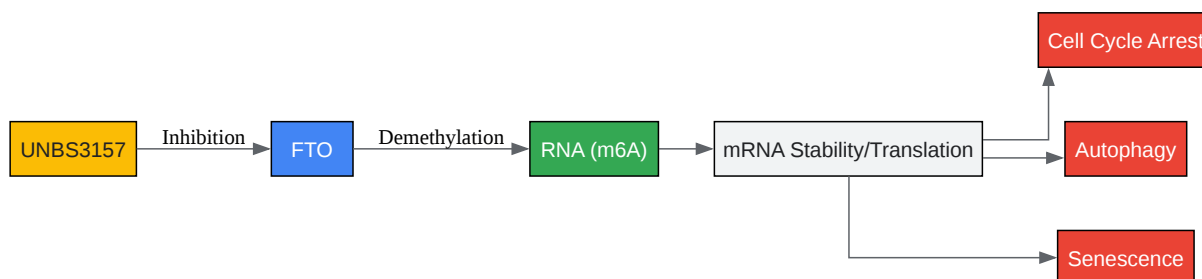 Cell Cycle Arrest
UNBS3157
Inhibition
FTO
Demethylation
RNA (m6A)
mRNA Stability/Translation
Autophagy
Senescence